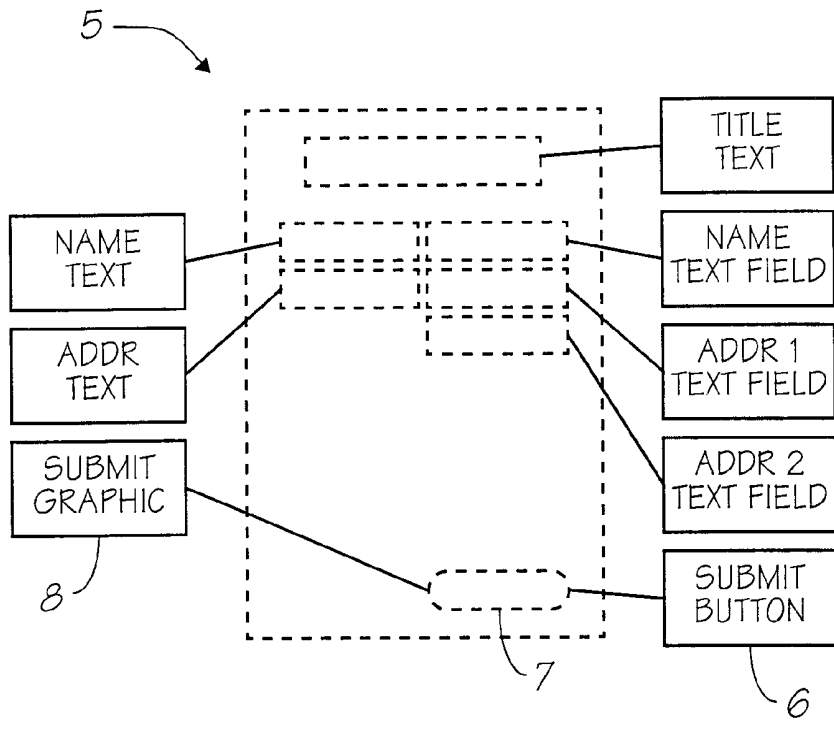 5
TITLE
TEXT
NAME
TEXT
NAME
TEXT FIELD
ADDR
TEXT
ADDR 1
TEXT FIELD
SUBMIT
GRAPHIC
ADDR 2
TEXT FIELD
SUBMIT
BUTTON
8
7
6